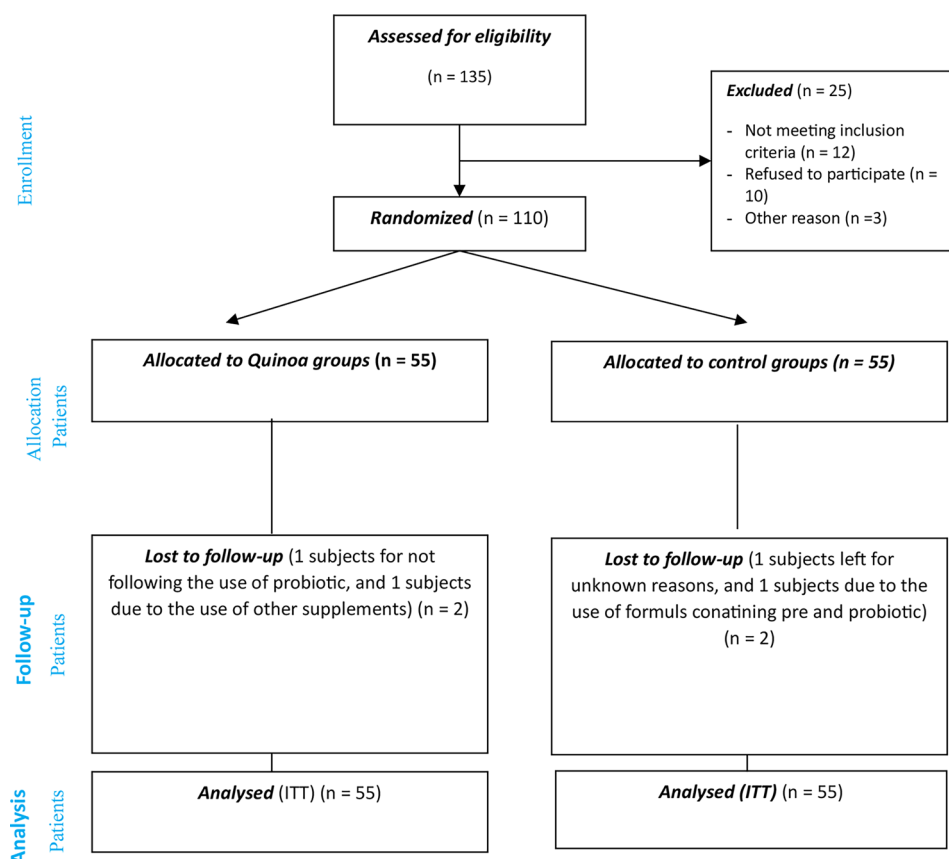 Assessed for eligibility
(n = 135)
Enrollment
Excluded (n = 25)
- Not meeting inclusion
criteria (n = 12)
- Refused to participate (n =
10)
- Other reason (n =3)
Randomized (n = 110)
Allocation
Patients
Allocated to Quinoa groups (n = 55)
Allocated to control groups (n = 55)
Follow-up
Patients
Lost to follow-up (1 subjects for not
following the use of probiotic, and 1 subjects
due to the use of other supplements) (n = 2)
Lost to follow-up (1 subjects left for
unknown reasons, and 1 subjects due to the
use of formuls conatining pre and probiotic)
(n = 2)
Analysis
Patients
Analysed (ITT) (n = 55)
Analysed (ITT) (n = 55)